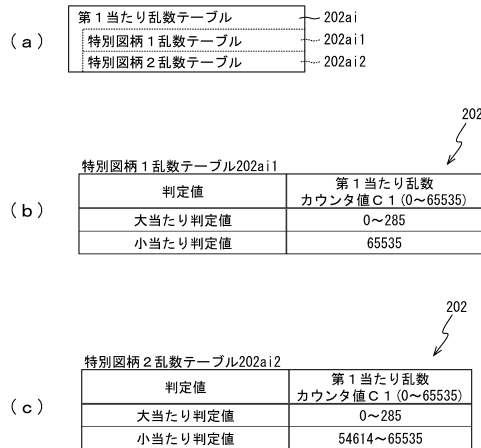 (a)
第1当たり乱数テーブル 202ai
特別図柄1乱数テーブル 202ai1
特別図柄2乱数テーブル 202ai2
202
特別図柄1乱数テーブル202ai1
(b)
判定値 第1当たり乱数
カウンタ値C1(0~65535)
大当たり判定値 0~285
小当たり判定値 65535
202
特別図柄2乱数テーブル202ai2
(c)
判定値 第1当たり乱数
カウンタ値C1(0~65535)
大当たり判定値 0~285
小当たり判定値 54614~65535